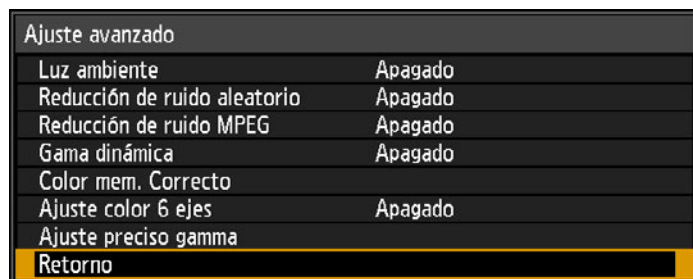 Ajuste avanzado
Luz ambiente Apagado
Reducción de ruido aleatorio Apagado
Reducción de ruido MPEG Apagado
Gama dinámica Apagado
Color mem. Correcto
Ajuste color 6 ejes Apagado
Ajuste preciso gamma
Retorno